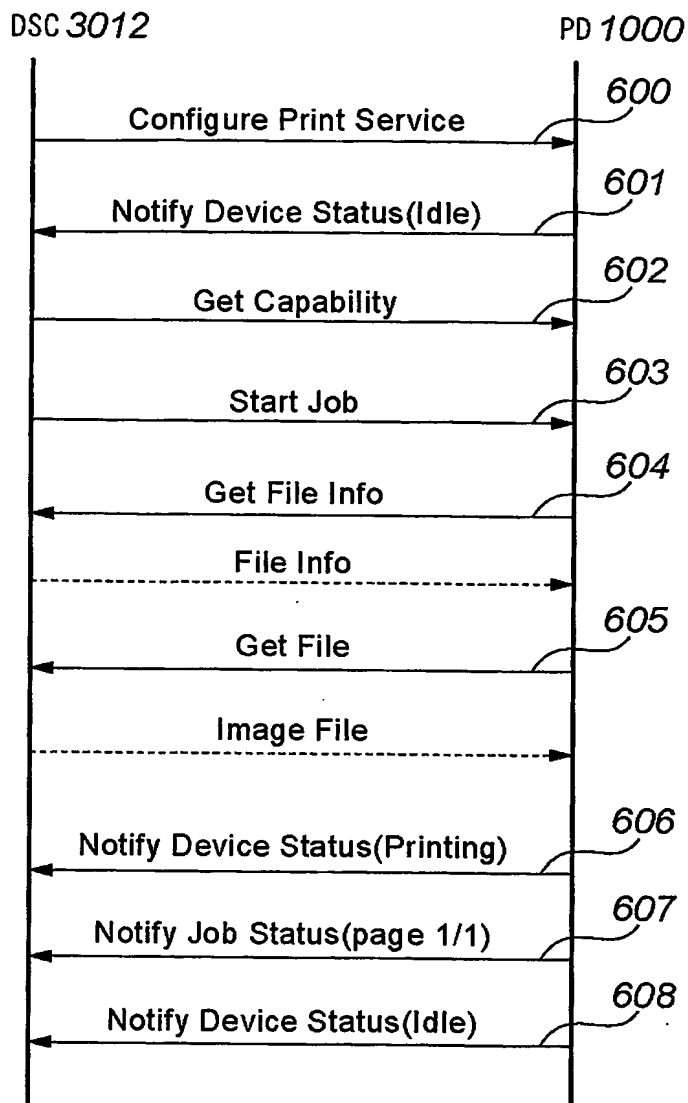 DSC 3012
PD 1000
600
Configure Print Service
601
Notify Device Status(Idle)
602
Get Capability
603
Start Job
604
Get File Info
File Info
605
Get File
Image File
606
Notify Device Status(Printing)
607
Notify Job Status(page 1/1)
608
Notify Device Status(Idle)